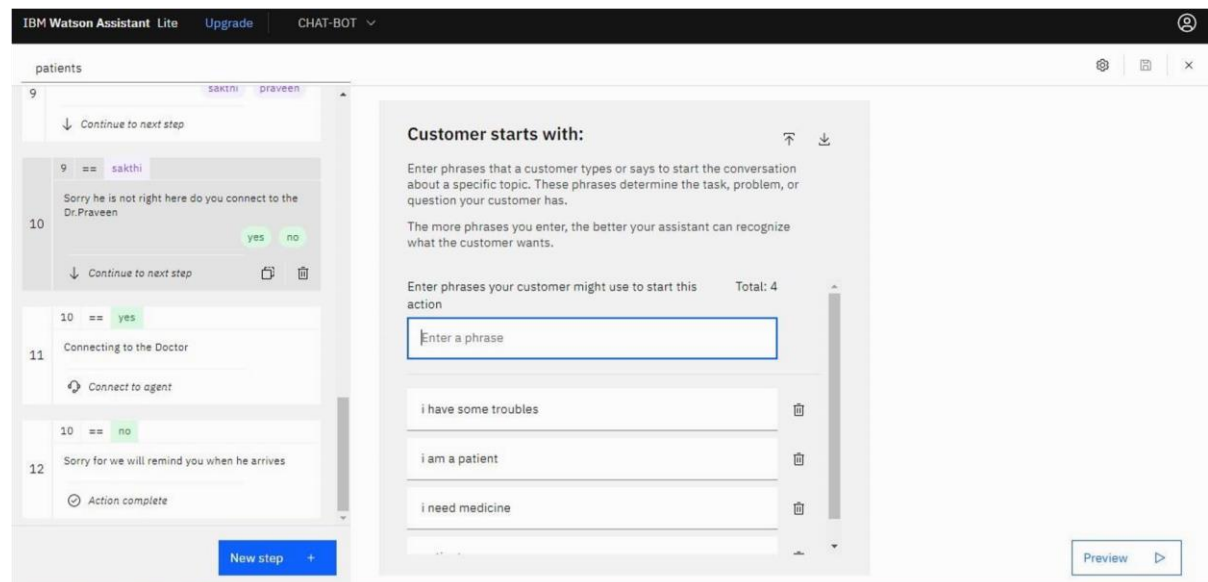 IBM Watson Assistant Lite Upgrade CHAT-BOT
patients
9
sakthi praveen
Continue to next step
9 == sakthi
Sorry he is not right here do you connect to the
Dr.Praveen
10
yes no
Continue to next step
10 == yes
Connecting to the Doctor
11
Connect to agent
10 == no
Sorry for we will remind you when he arrives
12
Action complete
New step +
Customer starts with:
Enter phrases that a customer types or says to start the conversation
about a specific topic. These phrases determine the task, problem, or
question your customer has.
The more phrases you enter, the better your assistant can recognize
what the customer wants.
Enter phrases your customer might use to start this Total: 4
action
Enter a phrase
i have some troubles
i am a patient
i need medicine
Preview